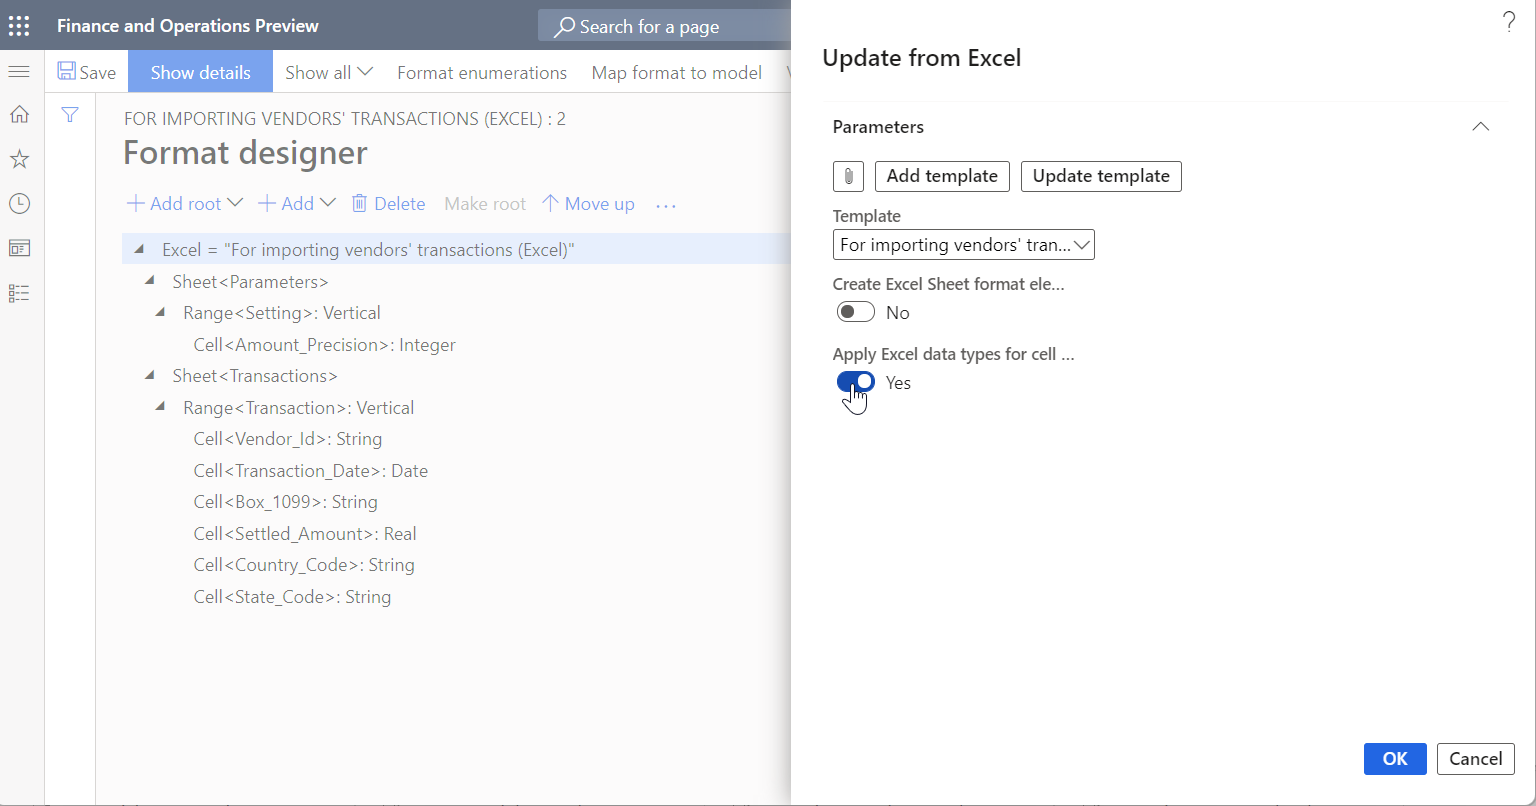 Finance and Operations Preview
Search for a page
Save
Show details
Show all
Format enumerations
Map format to model
FOR IMPORTING VENDORS' TRANSACTIONS (EXCEL) : 2
Format designer
Add root
Add
Delete
Make root
Move up
...
Excel = "For importing vendors' transactions (Excel)"
Sheet<Parameters>
Range<Setting>: Vertical
Cell<Amount_Precision>: Integer
Sheet<Transactions>
Range<Transaction>: Vertical
Cell<Vendor_Id>: String
Cell<Transaction_Date>: Date
Cell<Box_1099>: String
Cell<Settled_Amount>: Real
Cell<Country_Code>: String
Cell<State_Code>: String
?
Update from Excel
Parameters
Add template
Update template
Template
For importing vendors' tran...
Create Excel Sheet format ele...
No
Apply Excel data types for cell ...
Yes
OK
Cancel